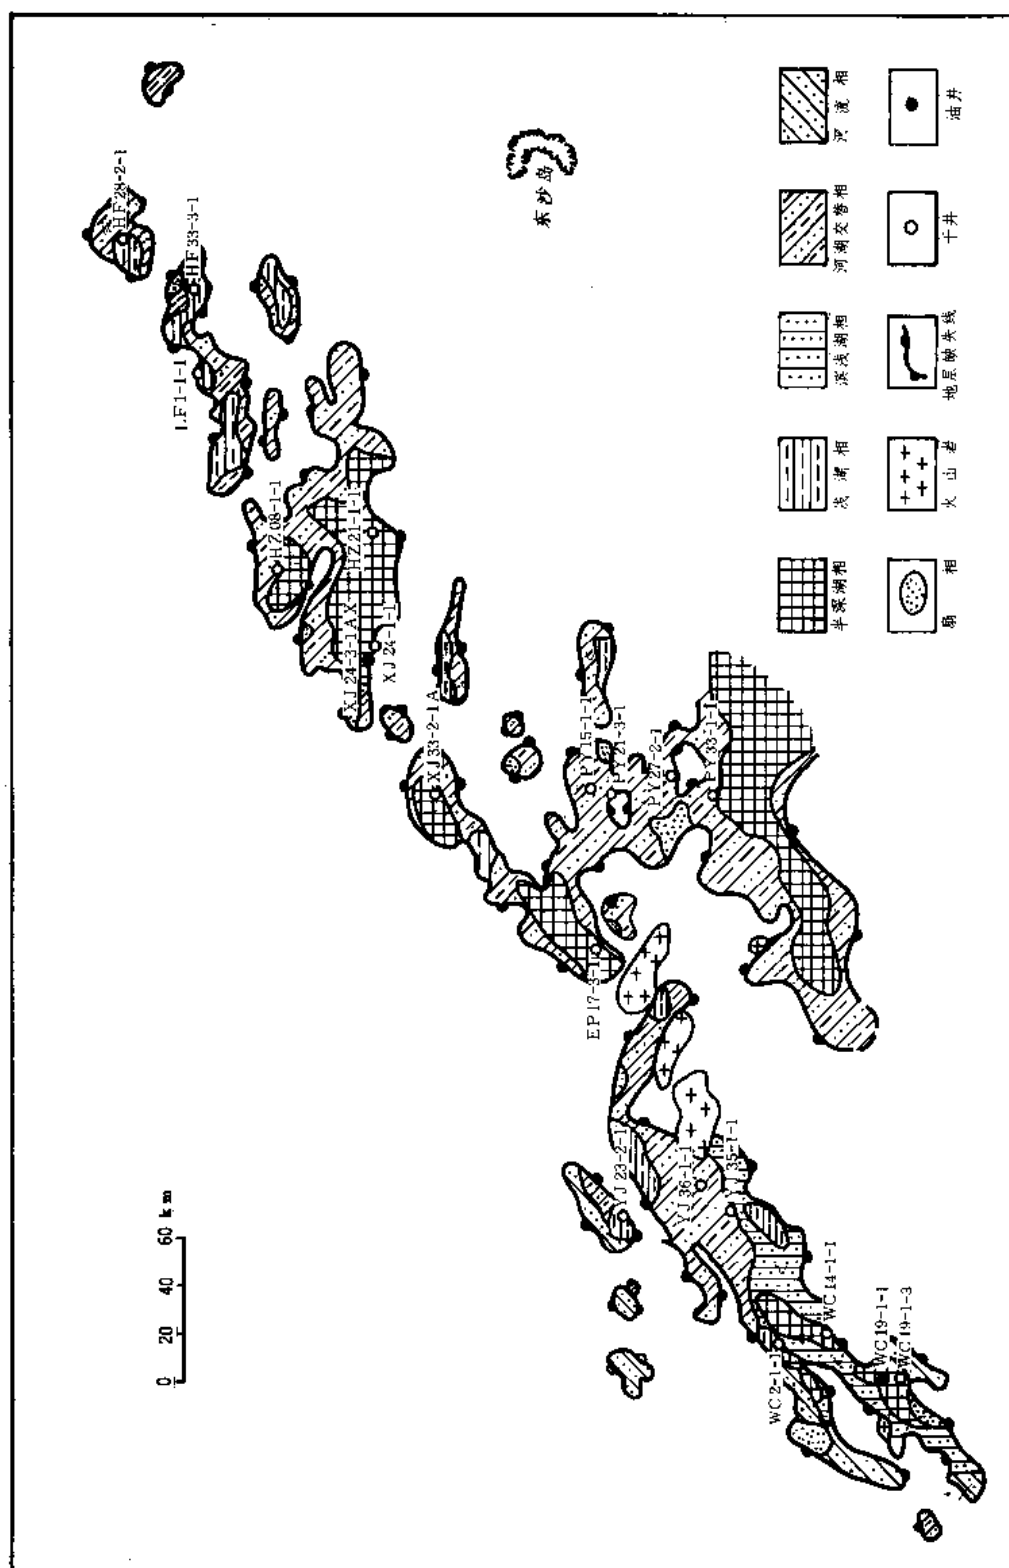 HF28-2-1
HF33-3-1
LF1-1-1
东沙岛
HZ08-1-1
HZ21-1-1
XJ24-3-1AX
XJ24-1-1
XJ33-2-1A
PY15-1-1
PY21-3-1
PY27-2-1
PY33-1-1
EP17-3-1
YJ23-2-1
YJ36-1-1
YJ35-1-1
WC14-1-1
WC2-1-1
WC19-1-1
WC19-1-3
0 20 40 60 km
半深湖相
浅湖相
滨浅湖相
河湖交替相
河流相
扇相
火山岩
地层缺失线
干井
油井